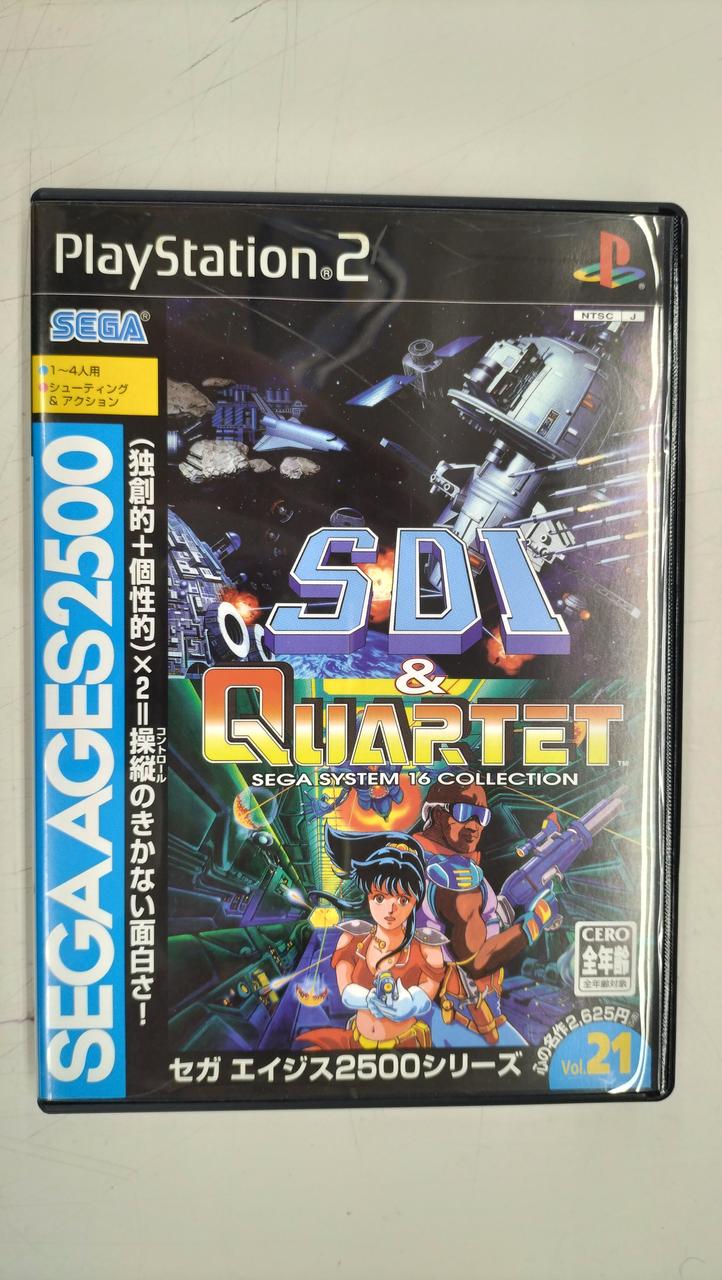 PlayStation®2
SEGA®
NTSC J
1〜4人用
シューティング
&アクション
SEGA AGES 2500
(独創的+個性的)×2=操縦のきかない面白さ!
コントロール
SDI
&
QUARTET™
SEGA SYSTEM 16 COLLECTION
CERO
全年齢
全年齢対象
心の名作2,625円
Vol.21
セガ エイジス2500シリーズ